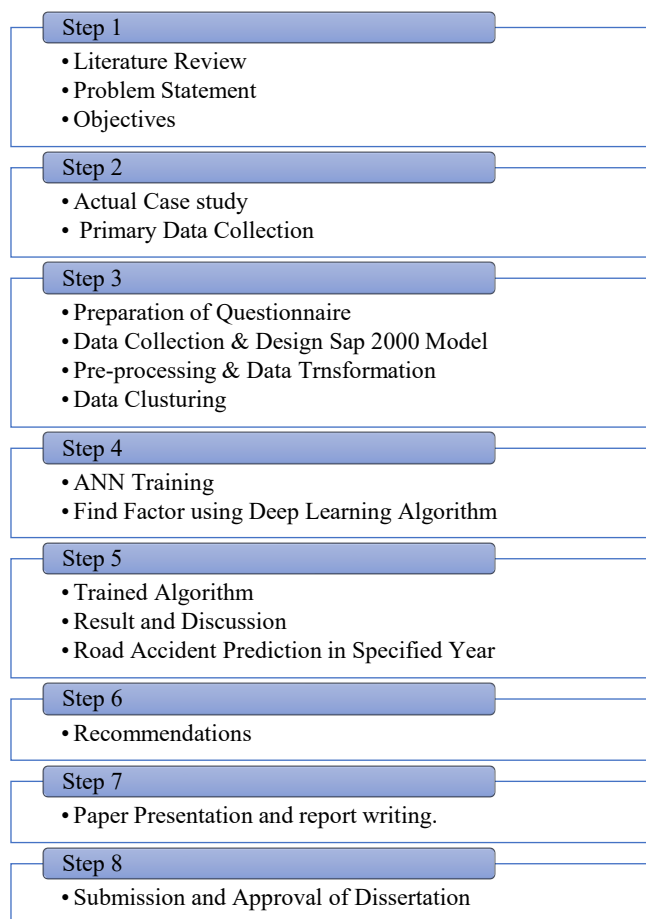 Step 1
• Literature Review
• Problem Statement
• Objectives
Step 2
• Actual Case study
• Primary Data Collection
Step 3
• Preparation of Questionnaire
• Data Collection & Design Sap 2000 Model
• Pre-processing & Data Trnsformation
• Data Clusturing
Step 4
• ANN Training
• Find Factor using Deep Learning Algorithm
Step 5
• Trained Algorithm
• Result and Discussion
• Road Accident Prediction in Specified Year
Step 6
• Recommendations
Step 7
• Paper Presentation and report writing.
Step 8
• Submission and Approval of Dissertation